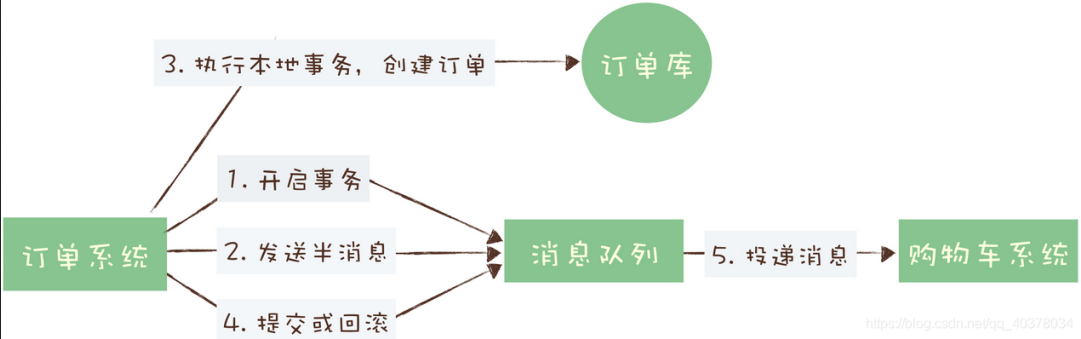 3. 执行本地事务，创建订单
订单库
1. 开启事务
订单系统
2. 发送半消息
消息队列
5. 投递消息
购物车系统
4. 提交或回滚
https://blog.csdn.net/qq_40378034